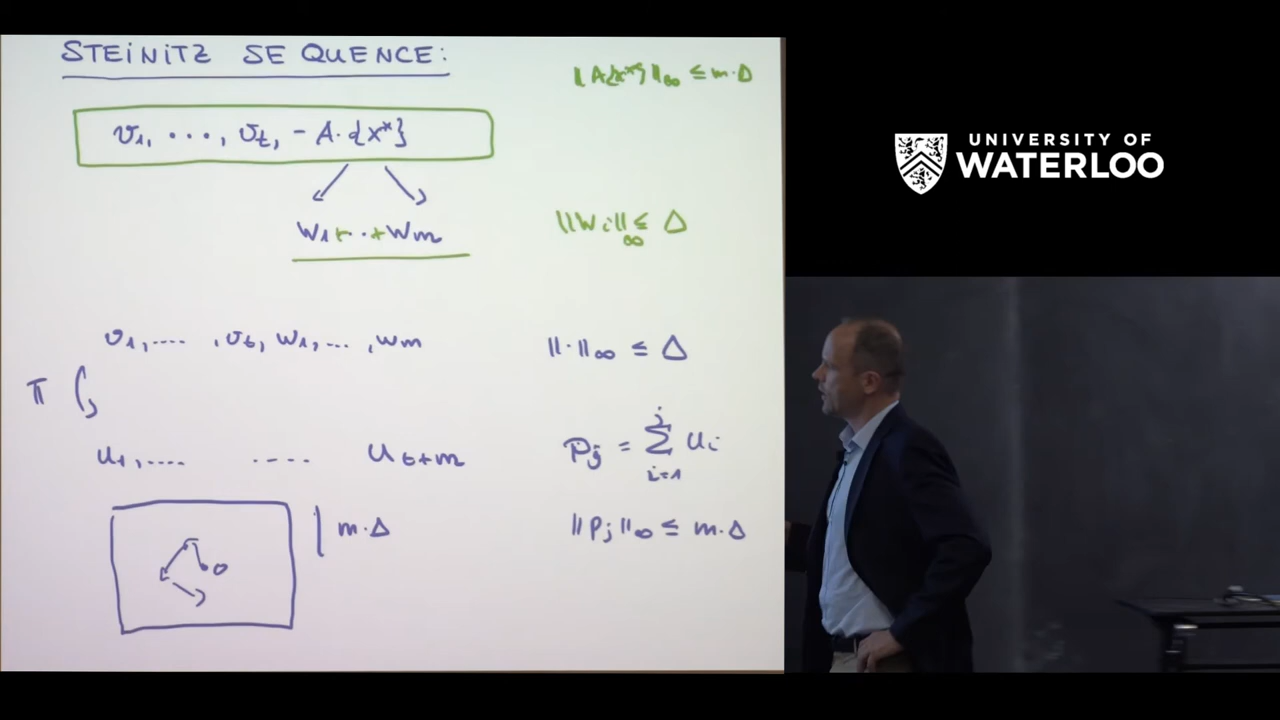 STEINITZ SEQUENCE:
‖A{x*}‖∞ ≤ m·Δ
v1, ···, vt, -A·{x*}
w1+··+wm
‖wi‖∞ ≤ Δ
v1,.... ,vt, w1,... ,wm
‖·‖∞ ≤ Δ
π
u1,.... .... ut+m
pj = Σ_{i=1}^{j} ui
‖pj‖∞ ≤ m·Δ
m·Δ
0
UNIVERSITY OF
WATERLOO